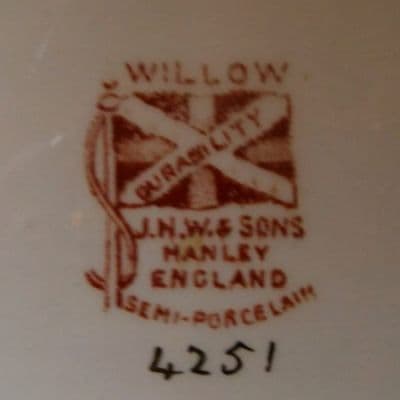 WILLOW
DURABILITY
J.H.W. & SONS
HANLEY
ENGLAND
SEMI-PORCELAIN
4251